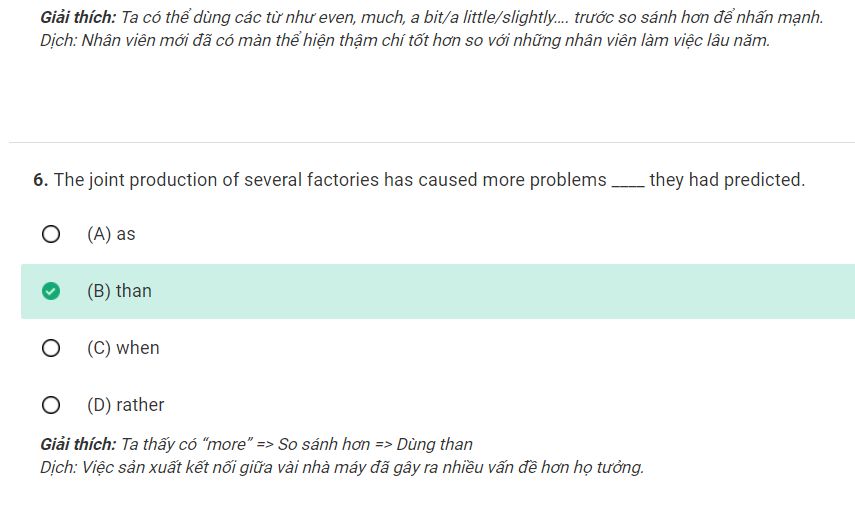 Giải thích: Ta có thể dùng các từ như even, much, a bit/a little/slightly.... trước so sánh hơn để nhấn mạnh.
Dịch: Nhân viên mới đã có màn thể hiện thậm chí tốt hơn so với những nhân viên làm việc lâu năm.
6. The joint production of several factories has caused more problems ____ they had predicted.
(A) as
(B) than
(C) when
(D) rather
Giải thích: Ta thấy có “more” => So sánh hơn => Dùng than
Dịch: Việc sản xuất kết nối giữa vài nhà máy đã gây ra nhiều vấn đề hơn họ tưởng.